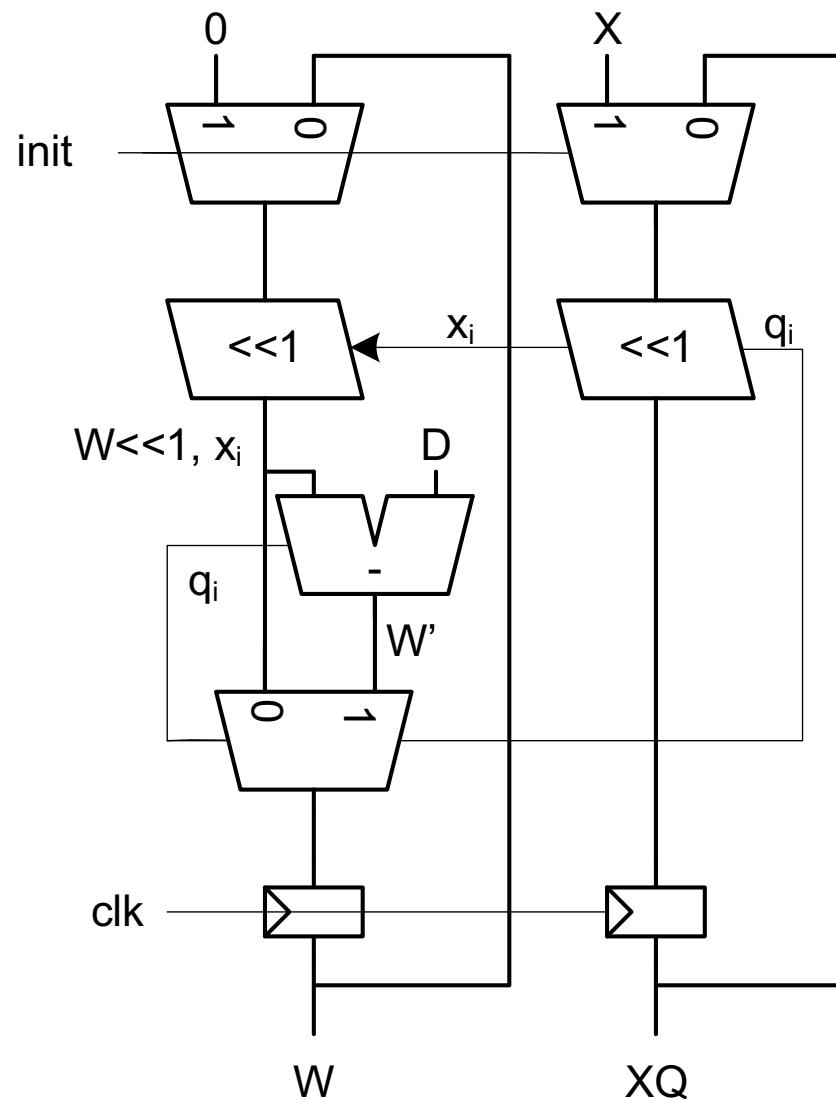 0 X
1 0 1 0
init
<<1 xᵢ <<1 qᵢ
W<<1, xᵢ D
-
qᵢ
W’
0 1
clk
W XQ